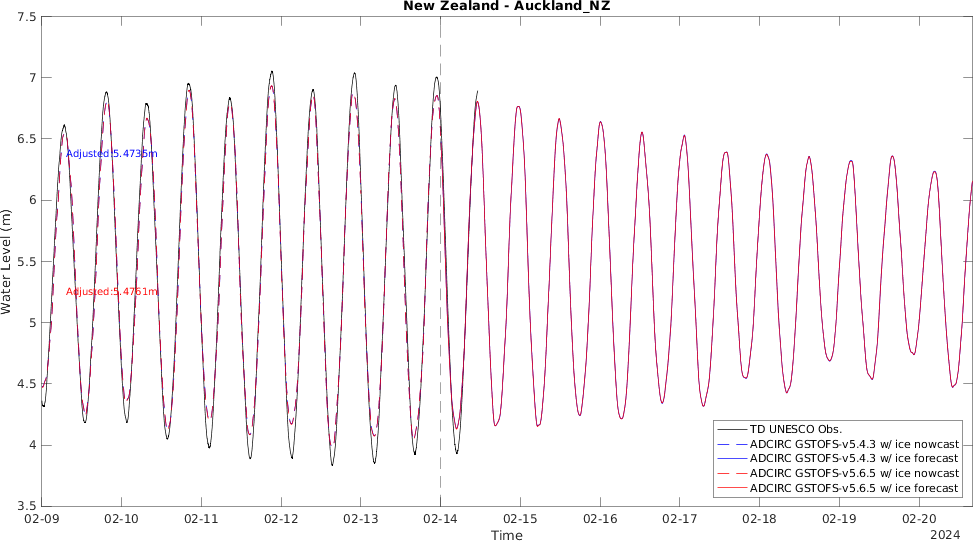 New Zealand - Auckland_NZ
7.5
7
6.5
6
5.5
5
4.5
4
3.5
Water Level (m)
Adjusted:5.4735m
Adjusted:5.4761m
TD UNESCO Obs.
ADCIRC GSTOFS-v5.4.3 w/ ice nowcast
ADCIRC GSTOFS-v5.4.3 w/ ice forecast
ADCIRC GSTOFS-v5.6.5 w/ ice nowcast
ADCIRC GSTOFS-v5.6.5 w/ ice forecast
02-09 02-10 02-11 02-12 02-13 02-14 02-15 02-16 02-17 02-18 02-19 02-20
Time
2024